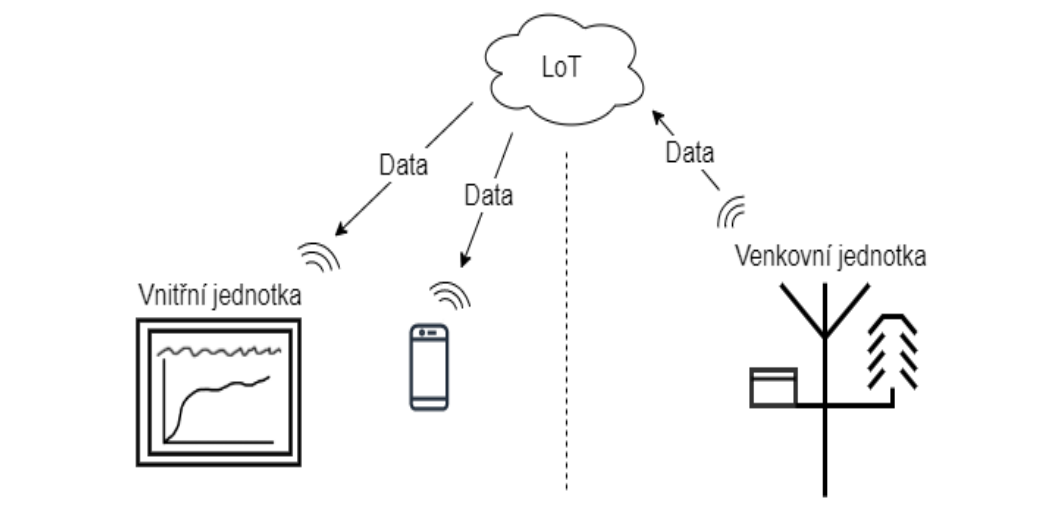 LoT
Data
Data
Data
Venkovní jednotka
Vnitřní jednotka